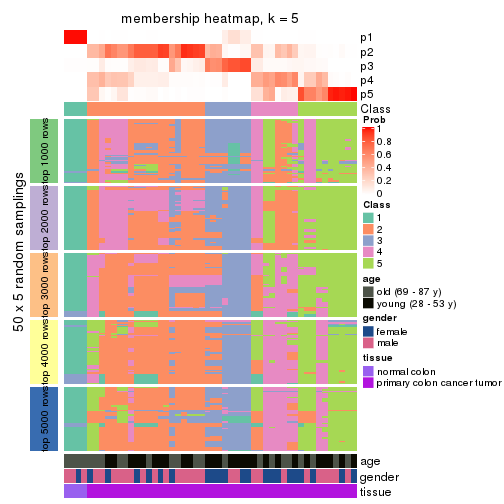 membership heatmap, k = 5
p1
p2
p3
p4
p5
Class
50 x 5 random samplings
top 1000 rows
top 2000 rows
top 3000 rows
top 4000 rows
top 5000 rows
age
gender
tissue
Prob
1
0.8
0.6
0.4
0.2
0
Class
1
2
3
4
5
age
old (69 - 87 y)
young (28 - 53 y)
gender
female
male
tissue
normal colon
primary colon cancer tumor